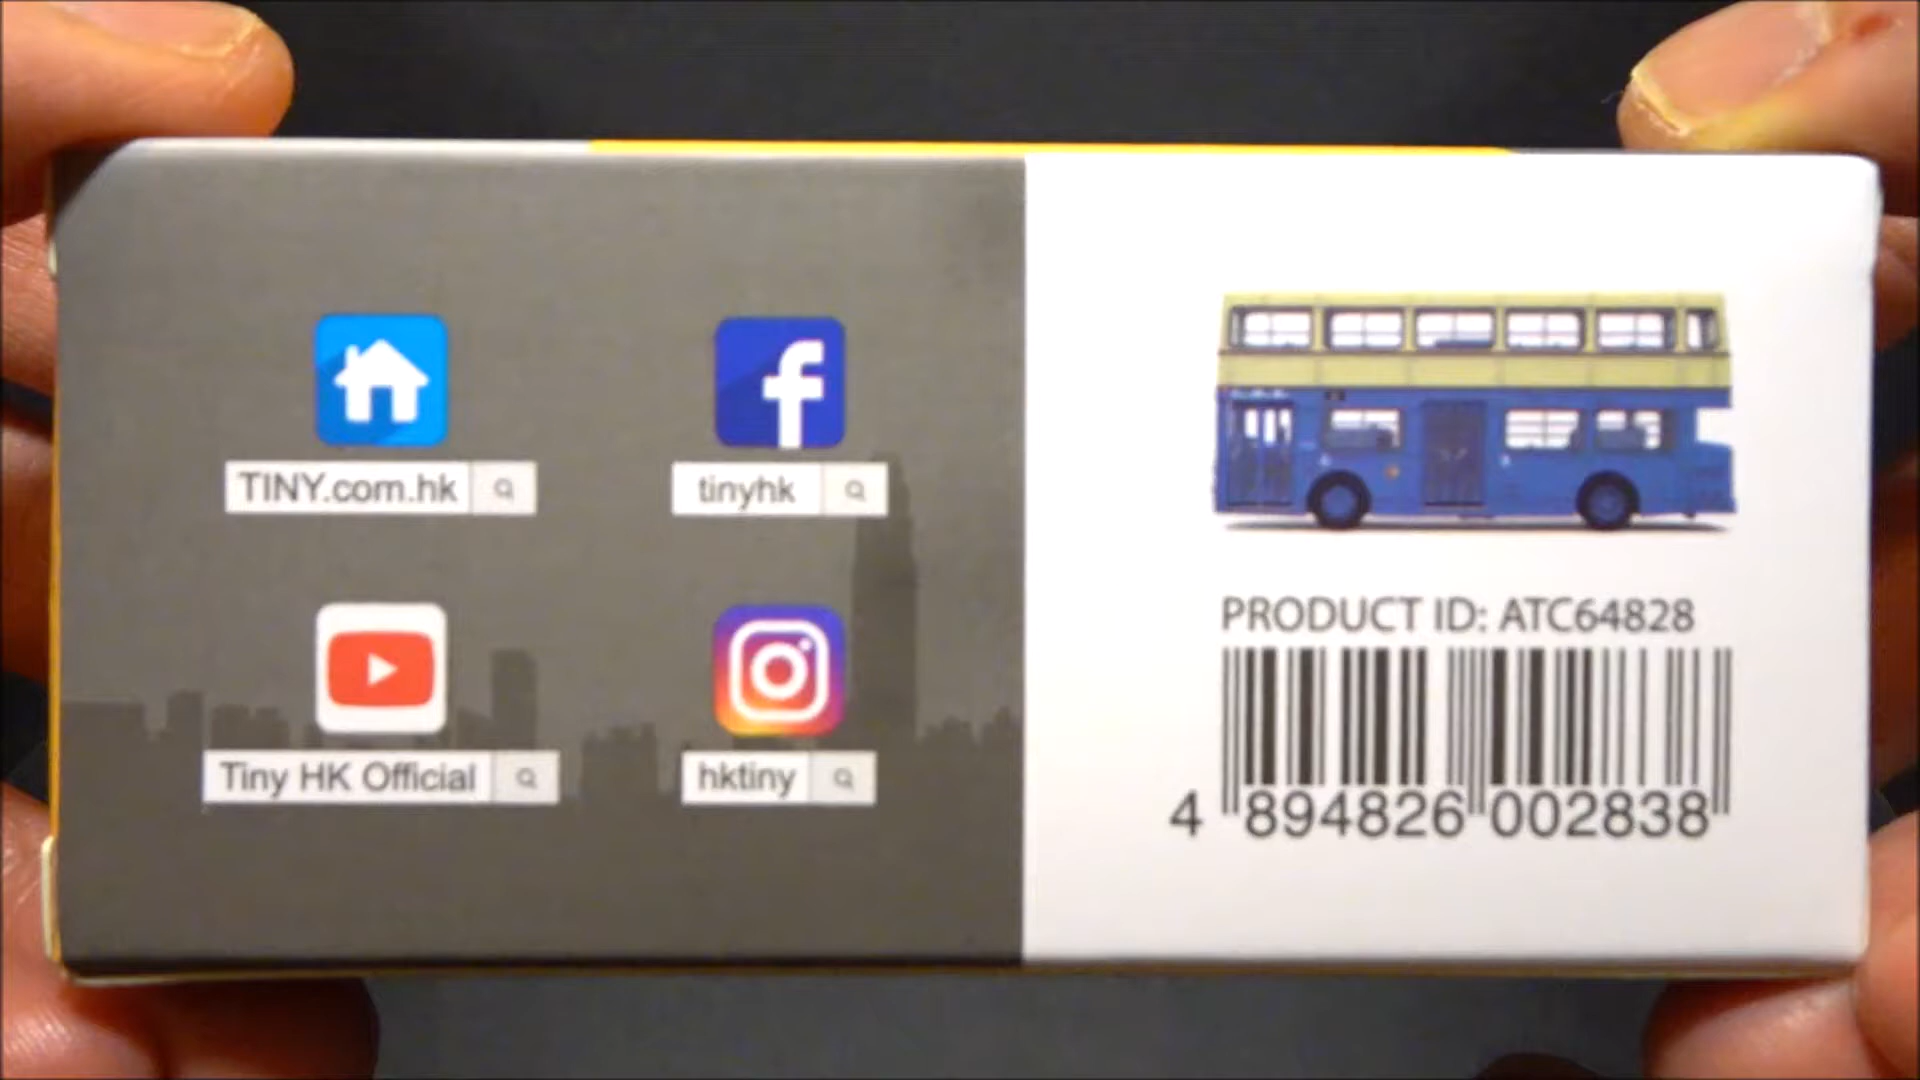 TINY.com.hk
tinyhk
Tiny HK Official
hktiny
PRODUCT ID: ATC64828
4 894826 002838